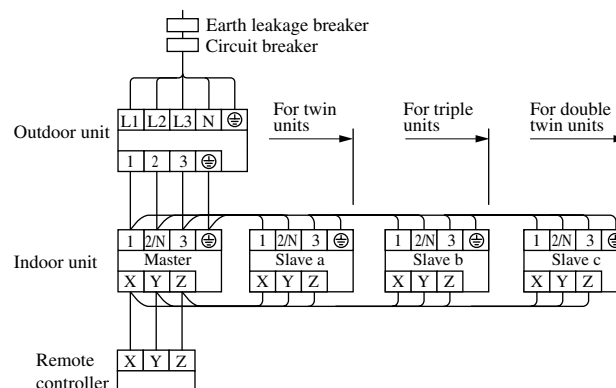 Earth leakage breaker
Circuit breaker
L1 L2 L3 N ⏚
Outdoor unit
1 2 3 ⏚
For twin
units
For triple
units
For double
twin units
Indoor unit
1 2/N 3 ⏚
Master
X Y Z
1 2/N 3 ⏚
Slave a
X Y Z
1 2/N 3 ⏚
Slave b
X Y Z
1 2/N 3 ⏚
Slave c
X Y Z
Remote
controller
X Y Z